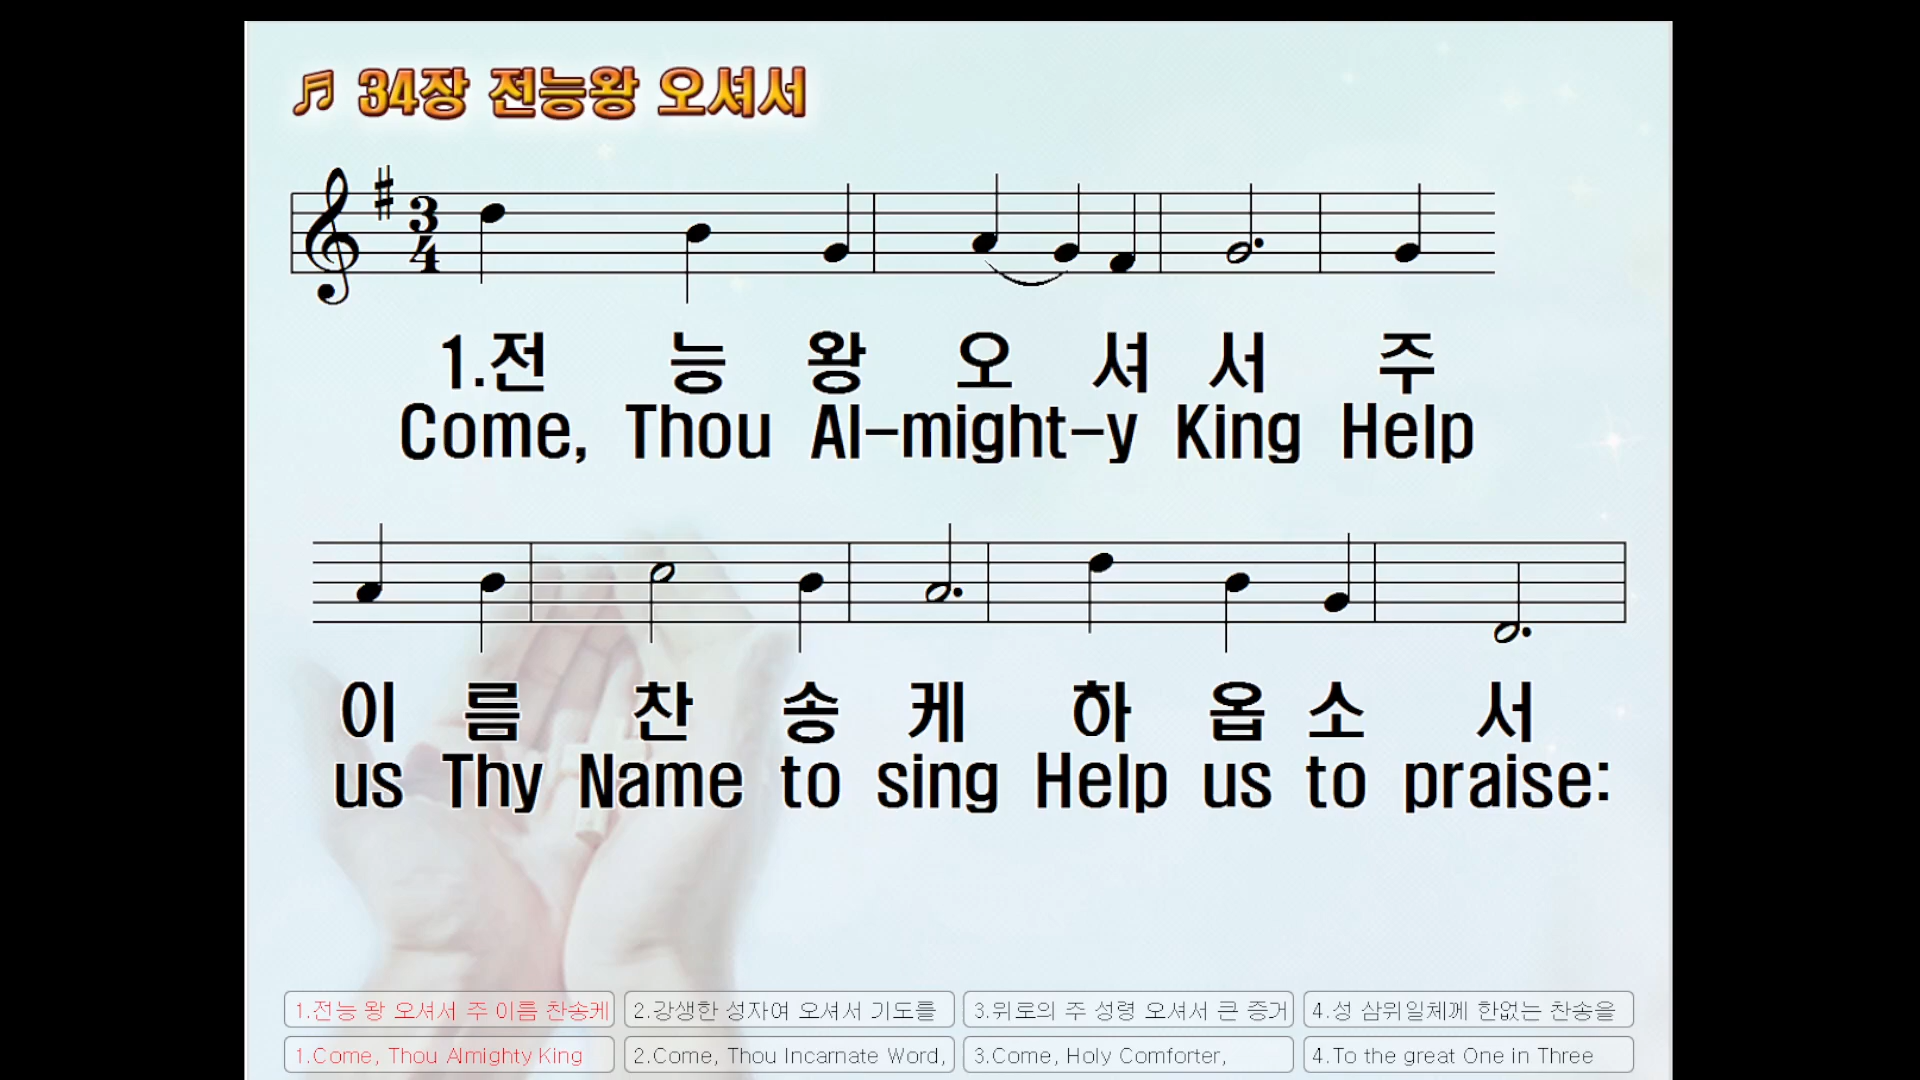 ♬ 34장 전능왕 오셔서
3
4
1.전 능 왕 오 셔 서 주
Come, Thou Al-might-y King Help
이 름 찬 송 케 하 옵 소 서
us Thy Name to sing Help us to praise:
1.전능 왕 오셔서 주 이름 찬송케
2.강생한 성자여 오셔서 기도를
3.위로의 주 성령 오셔서 큰 증거
4.성 삼위일체께 한없는 찬송을
1.Come, Thou Almighty King
2.Come, Thou Incarnate Word,
3.Come, Holy Comforter,
4.To the great One in Three